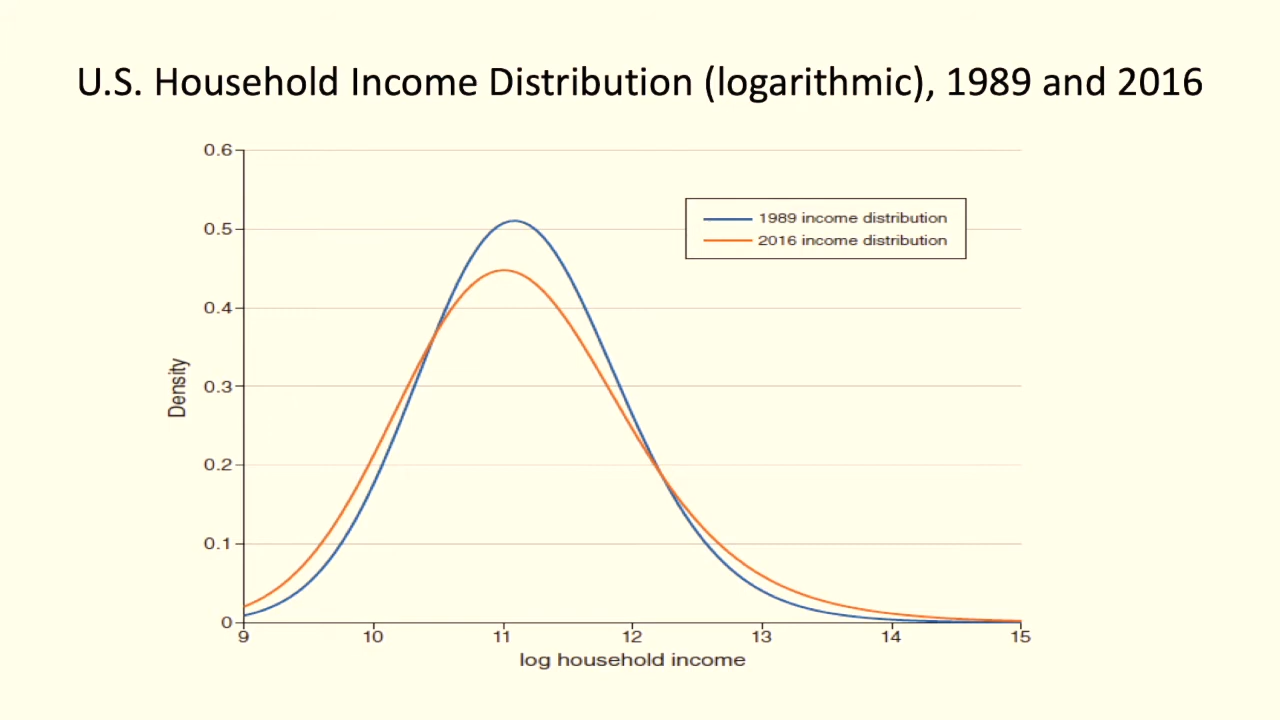 U.S. Household Income Distribution (logarithmic), 1989 and 2016
0.6
1989 income distribution
0.5
2016 income distribution
0.4
0.3
Density
0.2
0.1
0
9 10 11 12 13 14 15
log household income